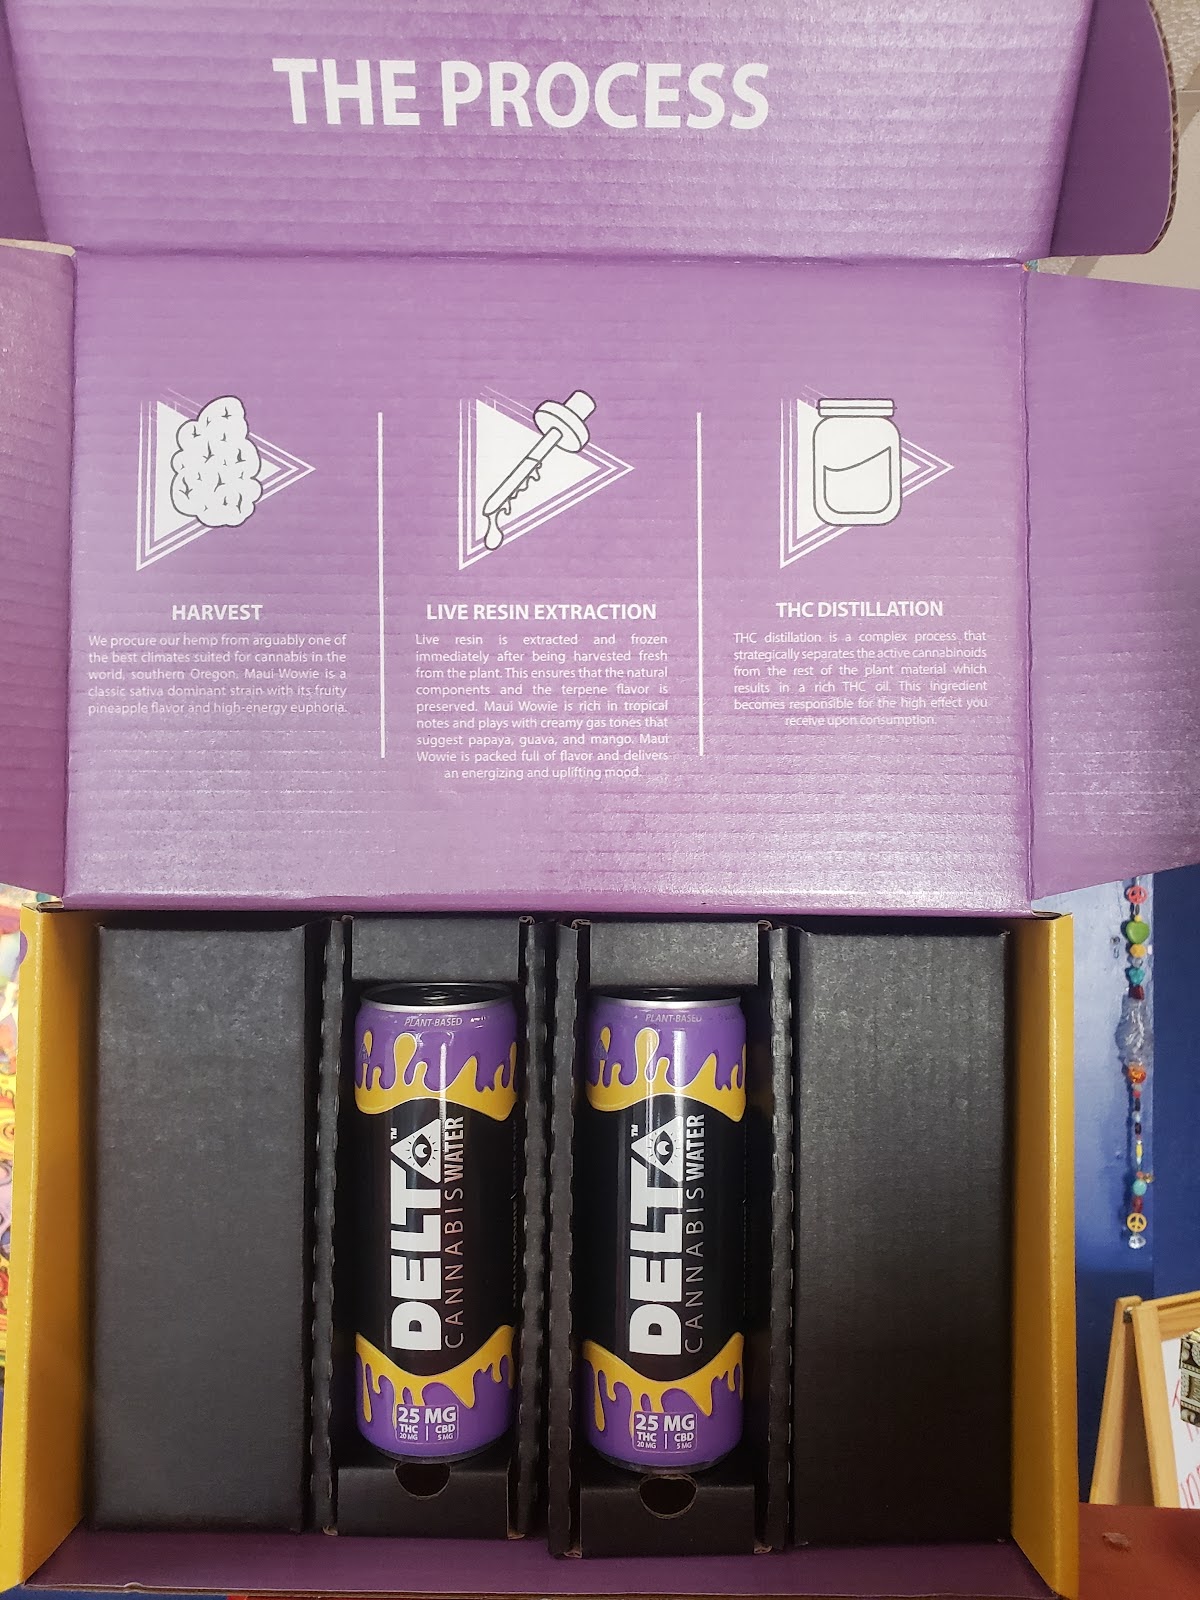 THE PROCESS
HARVEST
We procure our hemp from arguably one of
the best climates suited for cannabis in the
world, southern Oregon. Maui Wowie is a
classic sativa dominant strain with its fruity
pineapple flavor and high-energy euphoria.
LIVE RESIN EXTRACTION
Live resin is extracted and frozen
immediately after being harvested fresh
from the plant. This ensures that the natural
components and the terpene flavor is
preserved. Maui Wowie is rich in tropical
notes and plays with creamy gas tones that
suggest papaya, guava, and mango. Maui
Wowie is packed full of flavor and delivers
an energizing and uplifting mood.
THC DISTILLATION
THC distillation is a complex process that
strategically separates the active cannabinoids
from the rest of the plant material which
results in a rich THC oil. This ingredient
becomes responsible for the high effect you
receive upon consumption.
PLANT-BASED
DELTA™
CANNABIS WATER
25 MG
THC | CBD
20 MG | 5 MG
PLANT-BASED
DELTA™
CANNABIS WATER
25 MG
THC | CBD
20 MG | 5 MG